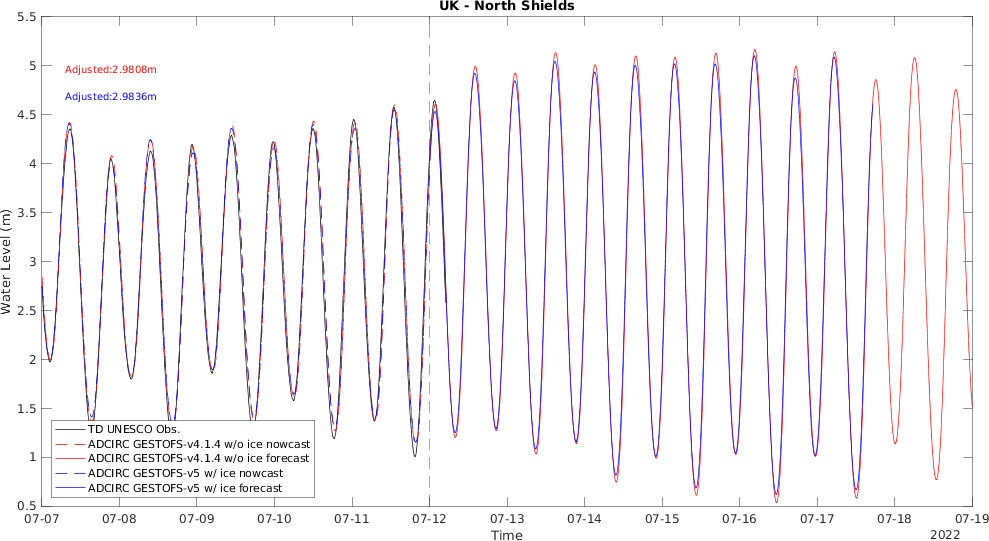 UK - North Shields
5.5
5
4.5
4
3.5
3
2.5
2
1.5
1
0.5
Water Level (m)
Adjusted:2.9808m
Adjusted:2.9836m
TD UNESCO Obs.
ADCIRC GESTOFS-v4.1.4 w/o ice nowcast
ADCIRC GESTOFS-v4.1.4 w/o ice forecast
ADCIRC GESTOFS-v5 w/ ice nowcast
ADCIRC GESTOFS-v5 w/ ice forecast
07-07 07-08 07-09 07-10 07-11 07-12 07-13 07-14 07-15 07-16 07-17 07-18 07-19
Time
2022